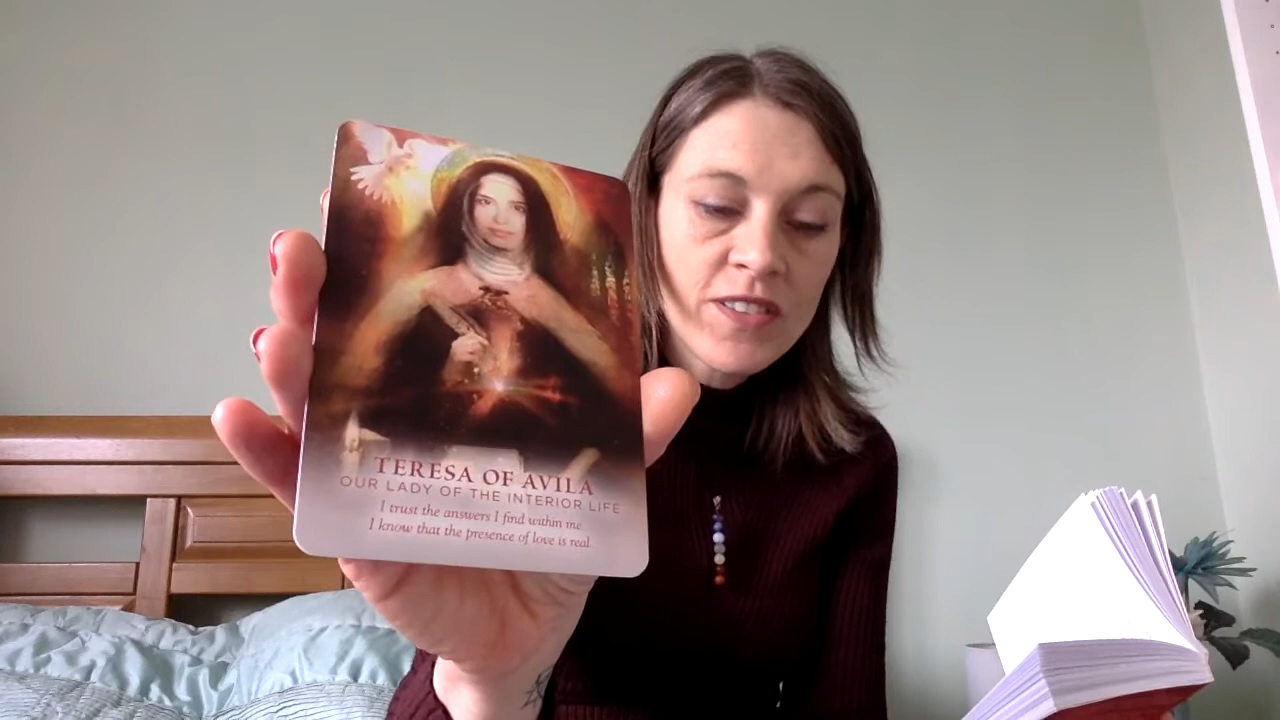 TERESA OF AVILA
OUR LADY OF THE INTERIOR LIFE
I trust the answers I find within me
I know that the presence of love is real.